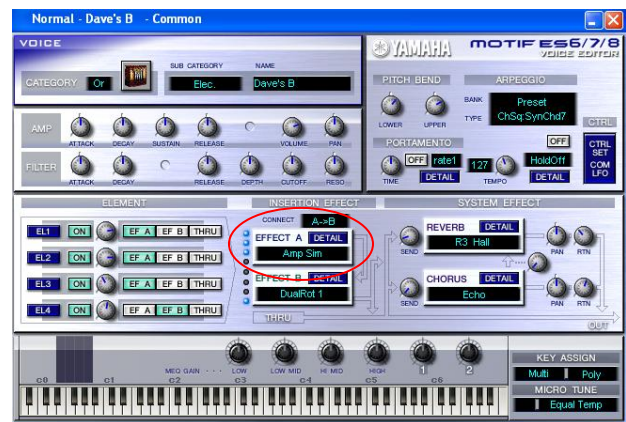 Normal - Dave's B - Common
VOICE
SUB CATEGORY NAME
CATEGORY Or Elec. Dave's B
YAMAHA MOTIF ES6/7/8
VOICE EDITOR
PITCH BEND ARPEGGIO
BANK Preset
TYPE ChSq:SynChd7
LOWER UPPER
CTRL
AMP
ATTACK DECAY SUSTAIN RELEASE VOLUME PAN
FILTER
ATTACK DECAY RELEASE DEPTH CUTOFF RESO
PORTAMENTO OFF
OFF rate1 127 HoldOff
TIME DETAIL TEMPO DETAIL
CTRL
SET
COM
LFO
ELEMENT INSERTION EFFECT SYSTEM EFFECT
CONNECT A->B
EL1 ON EF A EF B THRU
EL2 ON EF A EF B THRU
EL3 ON EF A EF B THRU
EL4 ON EF A EF B THRU
EFFECT A DETAIL
Amp Sim
EFFECT B DETAIL
DualRot 1
THRU
REVERB DETAIL
R3 Hall
SEND PAN RTN
CHORUS DETAIL
Echo
SEND PAN RTN
OUT
MEQ GAIN LOW LOW MID HI MID HIGH 1 2
c0 c1 c2 c3 c4 c5 c6
KEY ASSIGN
Multi Poly
MICRO TUNE
Equal Temp